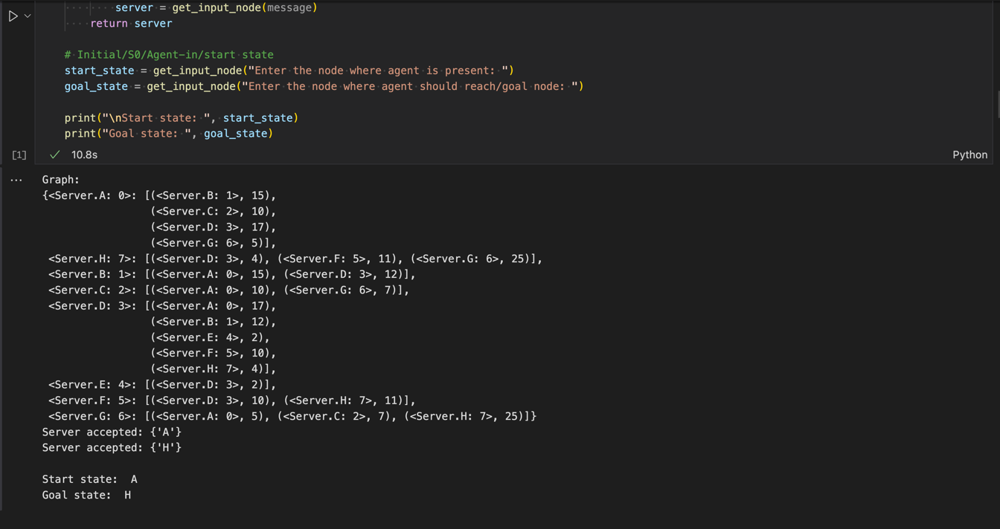 server = get_input_node(message)
return server
# Initial/S0/Agent-in/start state
start_state = get_input_node("Enter the node where agent is present: ")
goal_state = get_input_node("Enter the node where agent should reach/goal node: ")
print("\nStart state: ", start_state)
print("Goal state: ", goal_state)
[1] 10.8s Python
... Graph:
{<Server.A: 0>: [(<Server.B: 1>, 15),
(<Server.C: 2>, 10),
(<Server.D: 3>, 17),
(<Server.G: 6>, 5)],
<Server.H: 7>: [(<Server.D: 3>, 4), (<Server.F: 5>, 11), (<Server.G: 6>, 25)],
<Server.B: 1>: [(<Server.A: 0>, 15), (<Server.D: 3>, 12)],
<Server.C: 2>: [(<Server.A: 0>, 10), (<Server.G: 6>, 7)],
<Server.D: 3>: [(<Server.A: 0>, 17),
(<Server.B: 1>, 12),
(<Server.E: 4>, 2),
(<Server.F: 5>, 10),
(<Server.H: 7>, 4)],
<Server.E: 4>: [(<Server.D: 3>, 2)],
<Server.F: 5>: [(<Server.D: 3>, 10), (<Server.H: 7>, 11)],
<Server.G: 6>: [(<Server.A: 0>, 5), (<Server.C: 2>, 7), (<Server.H: 7>, 25)]}
Server accepted: {'A'}
Server accepted: {'H'}
Start state:  A
Goal state:  H